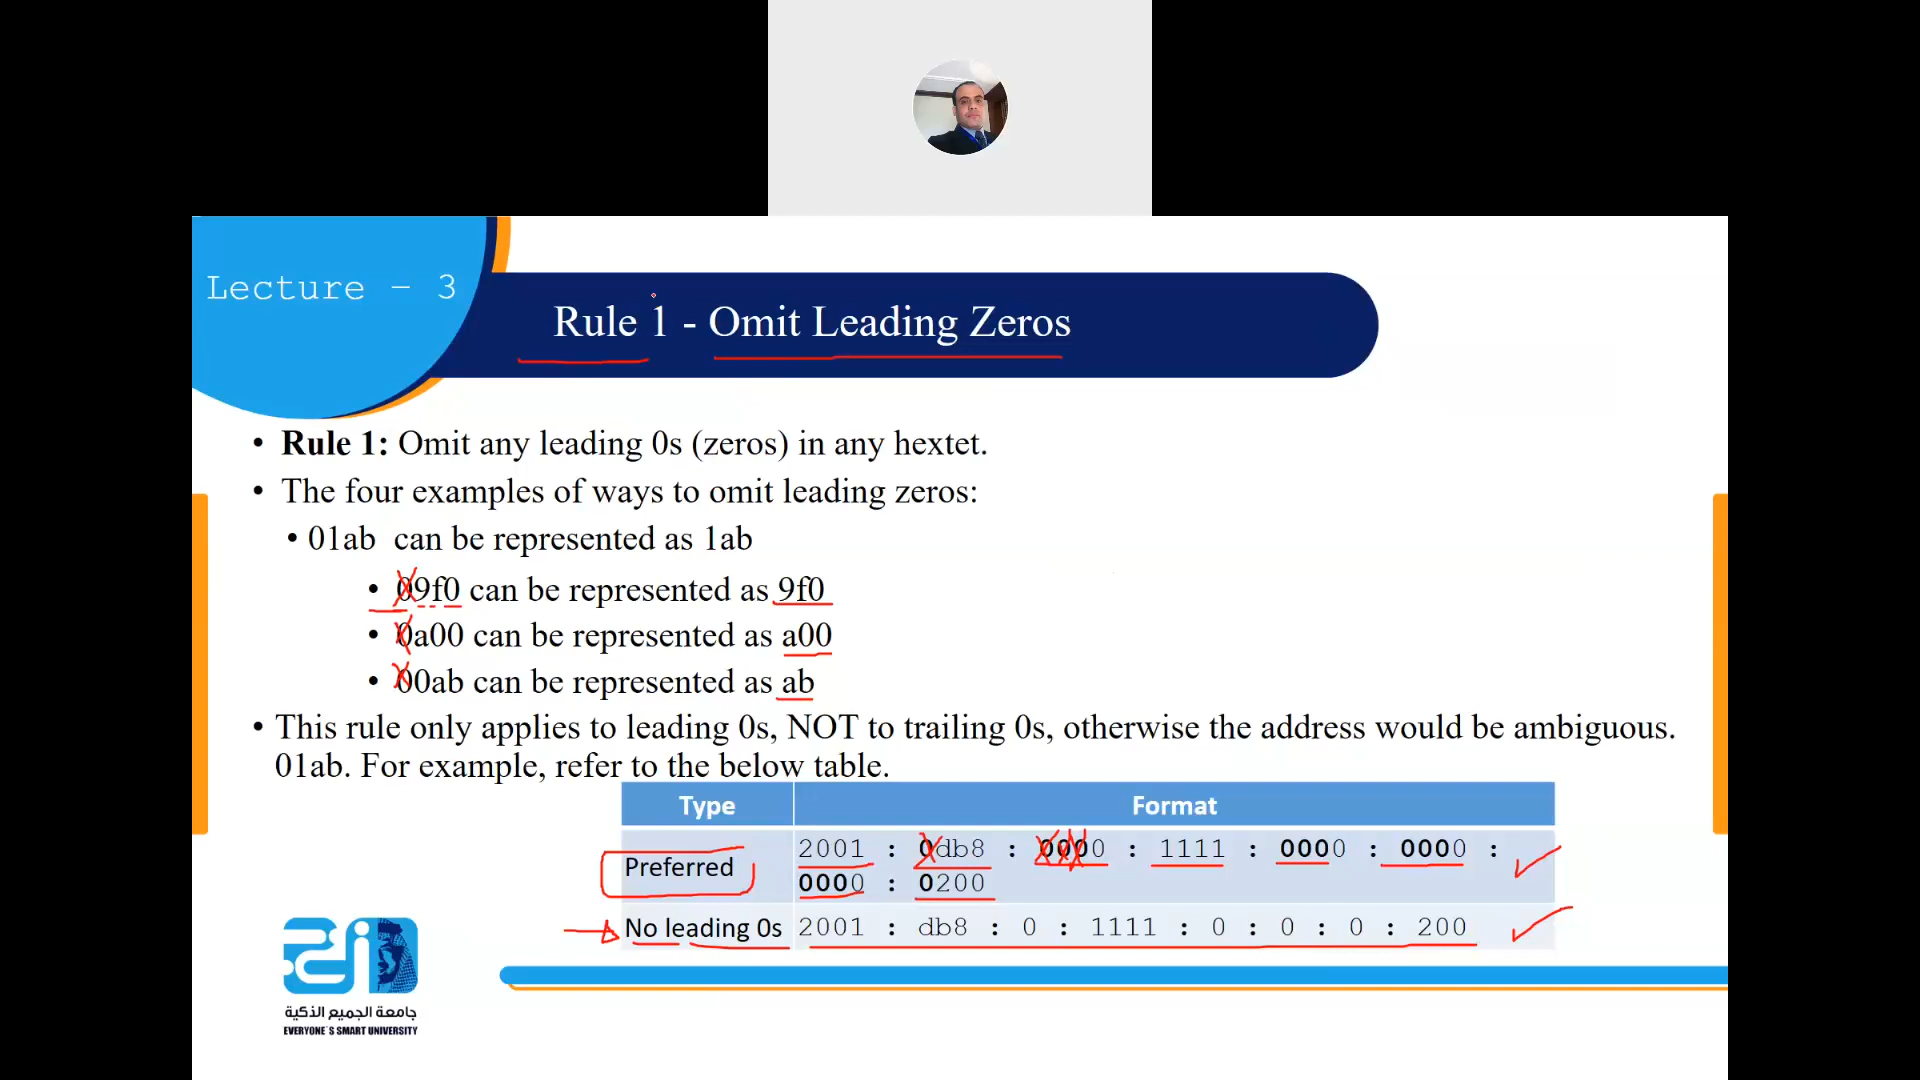 Lecture – 3
Rule 1 - Omit Leading Zeros
• Rule 1: Omit any leading 0s (zeros) in any hextet.
• The four examples of ways to omit leading zeros:
• 01ab can be represented as 1ab
• 09f0 can be represented as 9f0
• 0a00 can be represented as a00
• 00ab can be represented as ab
• This rule only applies to leading 0s, NOT to trailing 0s, otherwise the address would be ambiguous.
01ab. For example, refer to the below table.
Type Format
Preferred 2001 : 0db8 : 0000 : 1111 : 0000 : 0000 :
0000 : 0200
No leading 0s 2001 : db8 : 0 : 1111 : 0 : 0 : 0 : 200
جامعة الجميع الذكية
EVERYONE`S SMART UNIVERSITY